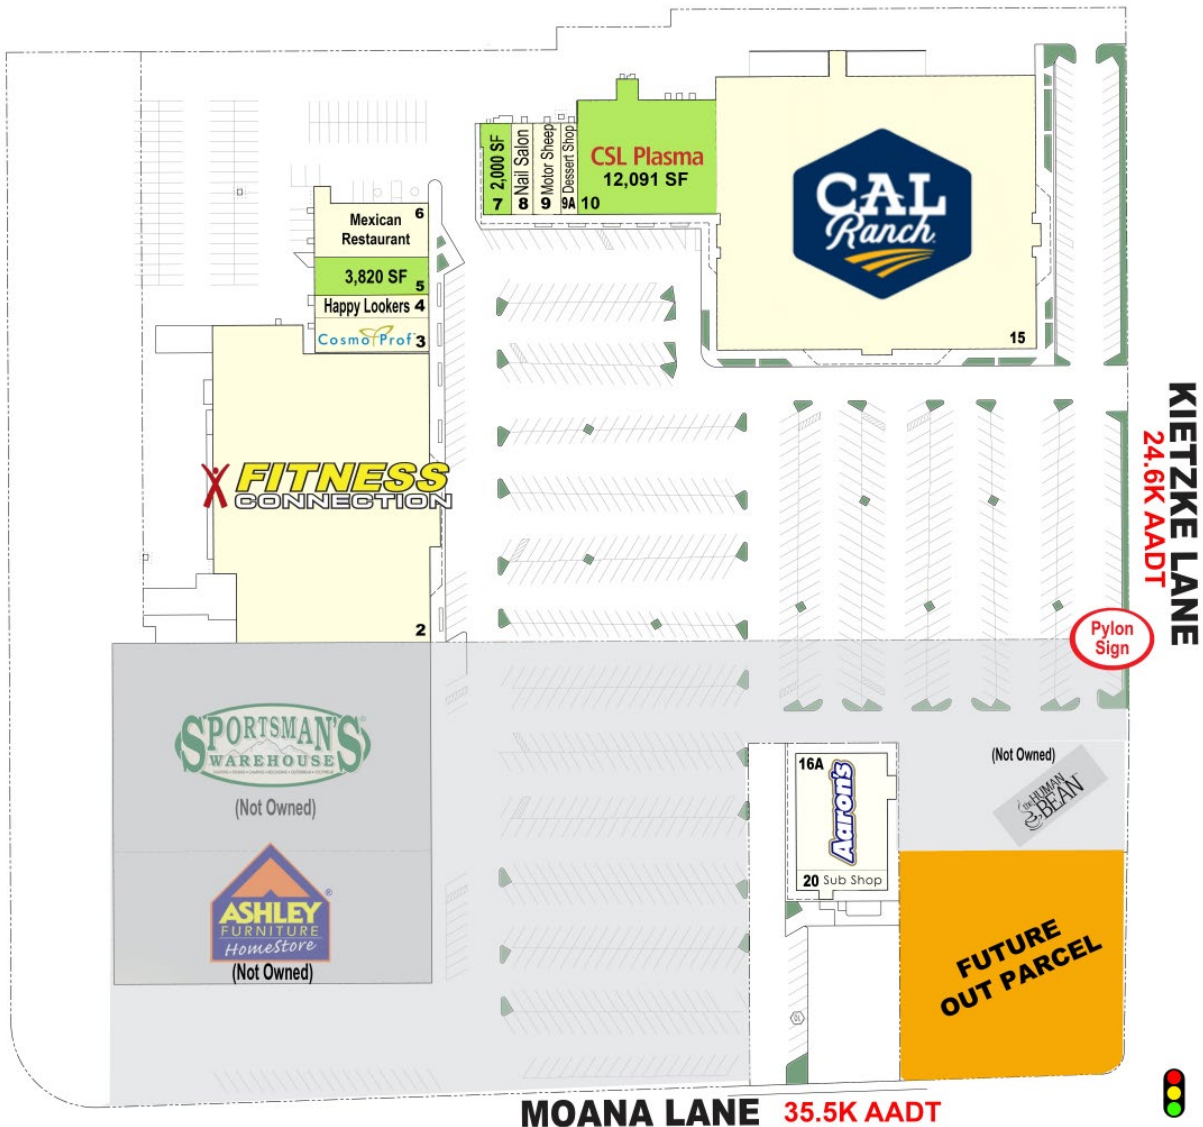 2,000 SF
7
Nail Salon
8
Motor Sheep
9
Dessert Shop
9A
CSL Plasma
12,091 SF
10
CAL
Ranch
15
6
Mexican
Restaurant
3,820 SF
5
Happy Lookers 4
CosmoProf 3
FITNESS
CONNECTION
2
KIETZKE LANE
24.6K AADT
Pylon
Sign
SPORTSMAN'S
WAREHOUSE
(Not Owned)
ASHLEY
FURNITURE
HomeStore
®
(Not Owned)
16A
Aaron's
20 Sub Shop
(Not Owned)
the HUMAN
BEAN
FUTURE
OUT PARCEL
MOANA LANE 35.5K AADT